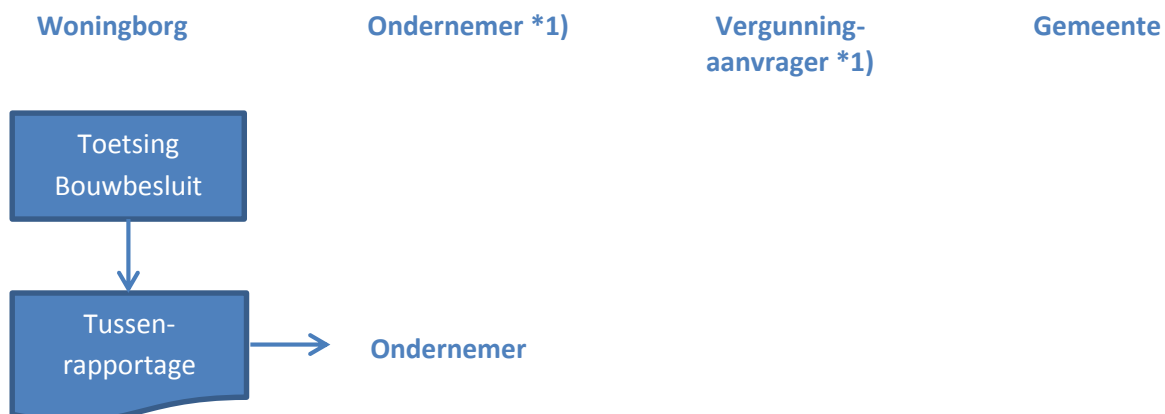 Woningborg
Ondernemer *1)
Vergunning-
aanvrager *1)
Gemeente
Toetsing
Bouwbesluit
Tussen-
rapportage
Ondernemer